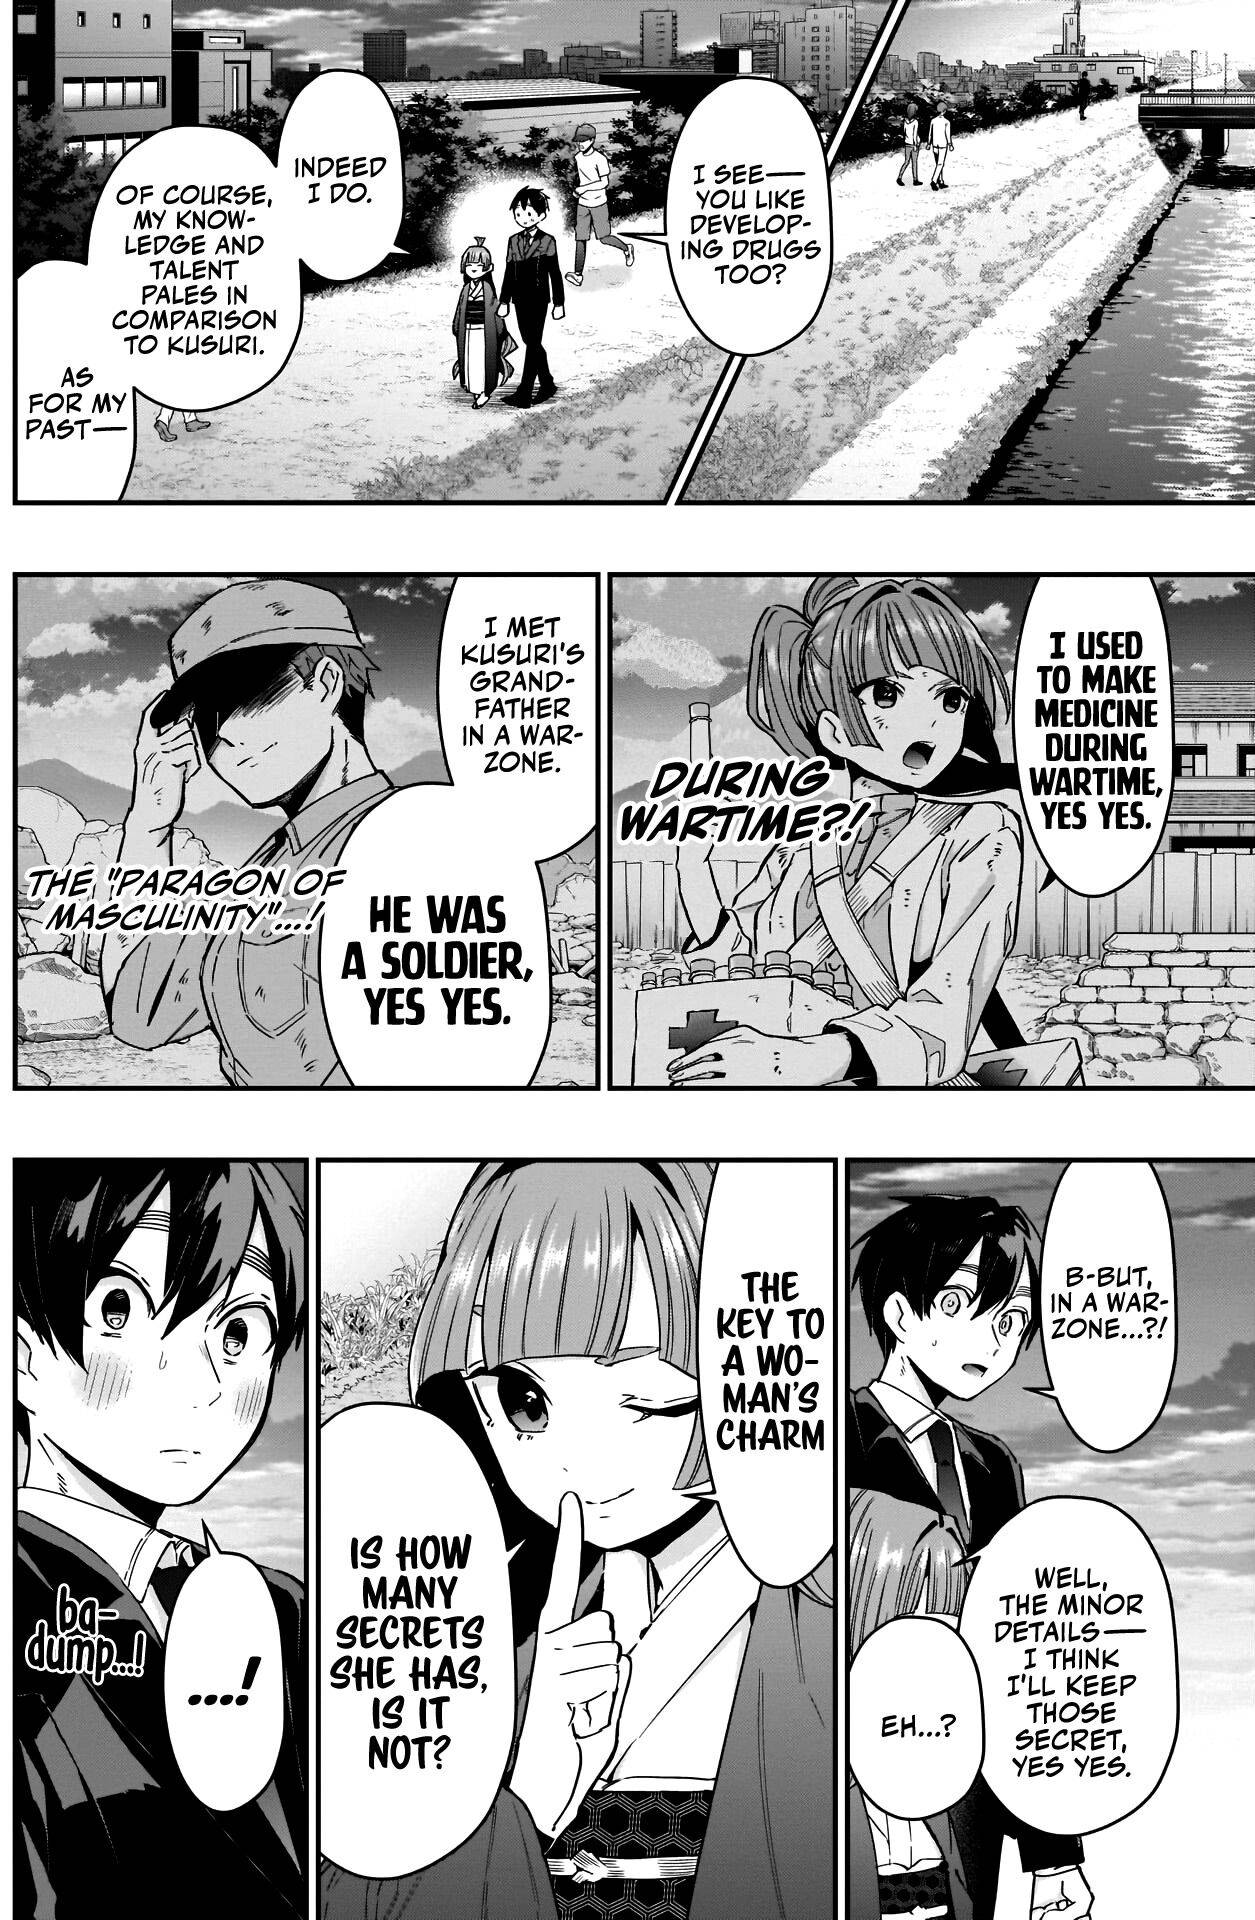 I SEE—
YOU LIKE
DEVELOP-
ING DRUGS
TOO?
INDEED
I DO.
OF COURSE,
MY KNOW-
LEDGE AND
TALENT
PALES IN
COMPARISON
TO KUSURI.
AS
FOR MY
PAST—
I USED
TO MAKE
MEDICINE
DURING
WARTIME,
YES YES.
DURING
WARTIME?!
I MET
KUSURI'S
GRAND-
FATHER
IN A WAR-
ZONE.
HE WAS
A SOLDIER,
YES YES.
THE "PARAGON OF
MASCULINITY"...!
B-BUT,
IN A WAR-
ZONE...?!
WELL,
THE MINOR
DETAILS—
I THINK
I'LL KEEP
THOSE
SECRET,
YES YES.
EH...?
THE
KEY TO
A WO-
MAN'S
CHARM
IS HOW
MANY
SECRETS
SHE HAS,
IS IT
NOT?
....!
ba-
dump...!